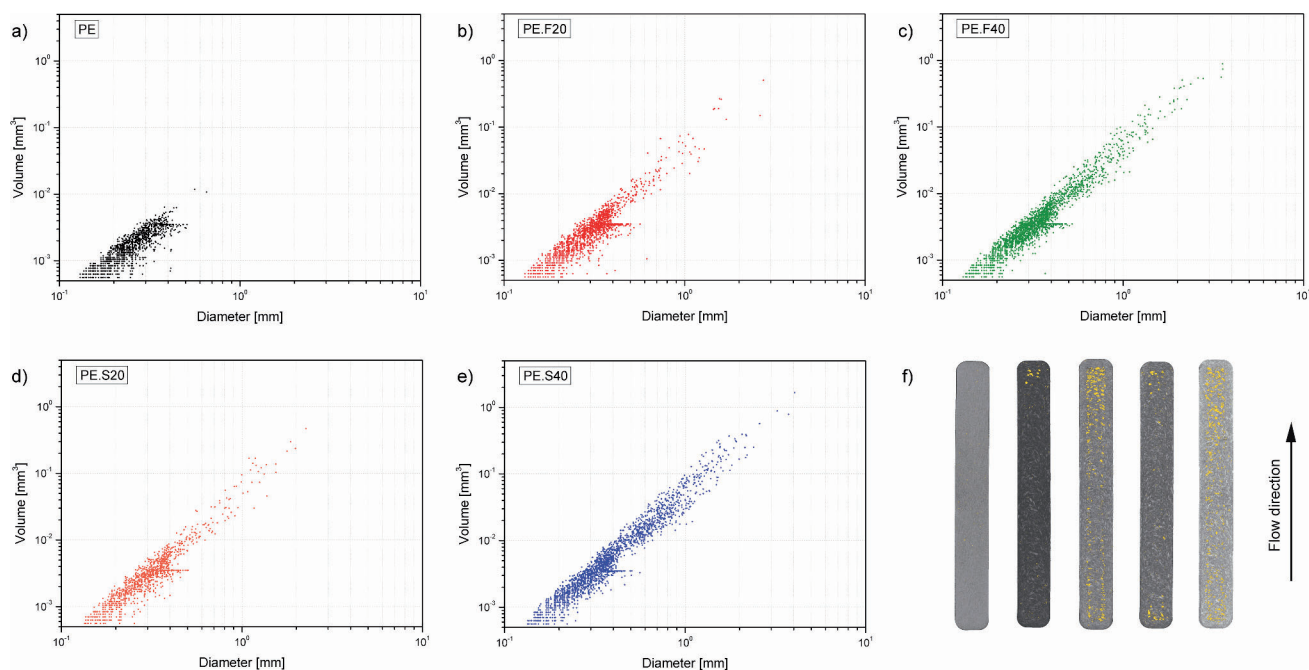 a)
PE
Volume [mm³]
10⁰
10⁻¹
10⁻²
10⁻³
10⁻¹ 10⁰ 10¹
Diameter [mm]
b)
PE.F20
Volume [mm³]
10⁰
10⁻¹
10⁻²
10⁻³
10⁻¹ 10⁰ 10¹
Diameter [mm]
c)
PE.F40
Volume [mm³]
10⁰
10⁻¹
10⁻²
10⁻³
10⁻¹ 10⁰ 10¹
Diameter [mm]
d)
PE.S20
Volume [mm³]
10⁰
10⁻¹
10⁻²
10⁻³
10⁻¹ 10⁰ 10¹
Diameter [mm]
e)
PE.S40
Volume [mm³]
10⁰
10⁻¹
10⁻²
10⁻³
10⁻¹ 10⁰ 10¹
Diameter [mm]
f)
Flow direction